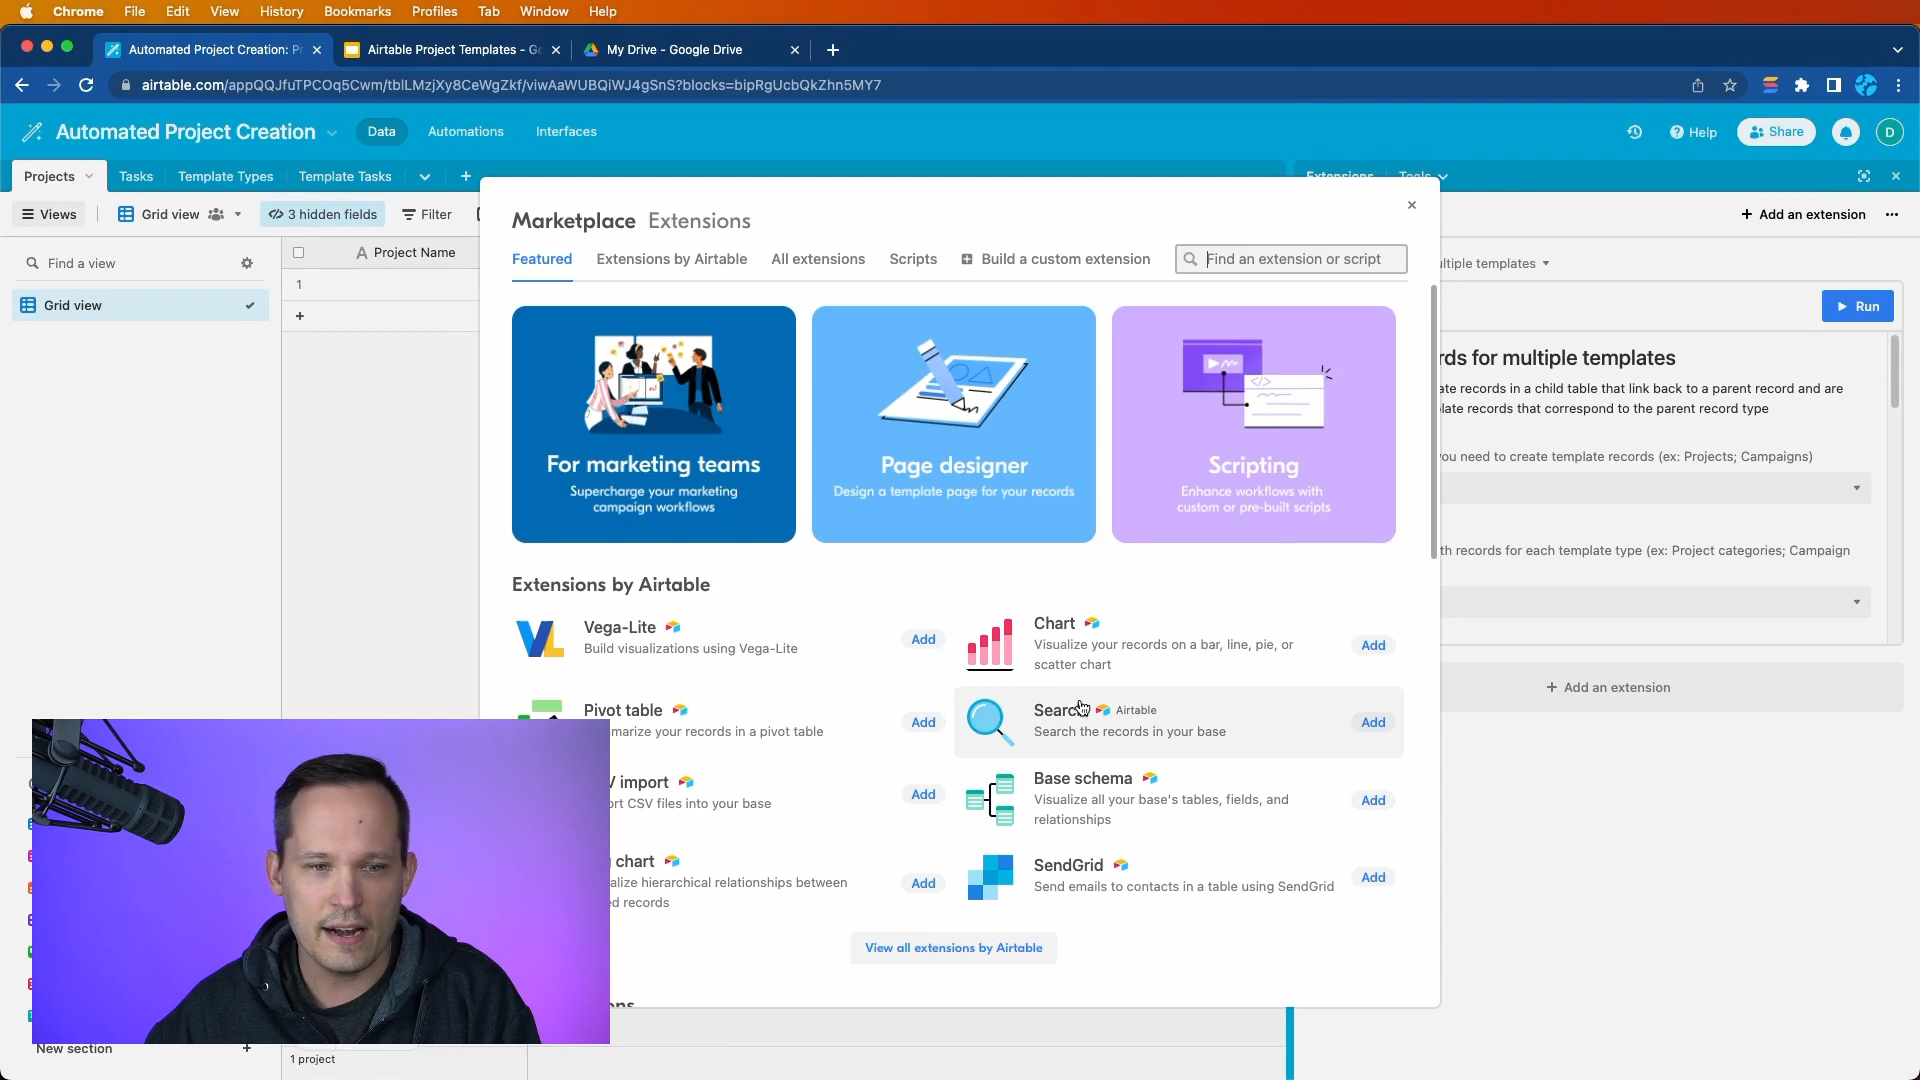 Chrome File Edit View History Bookmarks Profiles Tab Window Help
Automated Project Creation: Pr
Airtable Project Templates - Go
My Drive - Google Drive
airtable.com/appQQJfuTPCOq5Cwm/tblLMzjXy8CeWgZkf/viwAaWUBQiWJ4gSnS?blocks=bipRgUcbQkZhn5MY7
Automated Project Creation Data Automations Interfaces Help Share D
Projects Tasks Template Types Template Tasks Extensions Tools
Views Grid view 3 hidden fields Filter
Add an extension
Find a view
Grid view
Project Name
1
Marketplace Extensions
Featured Extensions by Airtable All extensions Scripts Build a custom extension Find an extension or script
For marketing teams
Supercharge your marketing
campaign workflows
Page designer
Design a template page for your records
Scripting
Enhance workflows with
custom or pre-built scripts
Extensions by Airtable
Vega-Lite
Build visualizations using Vega-Lite
Add
Chart
Visualize your records on a bar, line, pie, or
scatter chart
Add
Pivot table
marize your records in a pivot table
Add
Search Airtable
Search the records in your base
Add
V import
ort CSV files into your base
Add
Base schema
Visualize all your base's tables, fields, and
relationships
Add
chart
alize hierarchical relationships between
ed records
Add
SendGrid
Send emails to contacts in a table using SendGrid
Add
View all extensions by Airtable
ultiple templates
Run
rds for multiple templates
ate records in a child table that link back to a parent record and are
late records that correspond to the parent record type
you need to create template records (ex: Projects; Campaigns)
th records for each template type (ex: Project categories; Campaign
Add an extension
New section
1 project